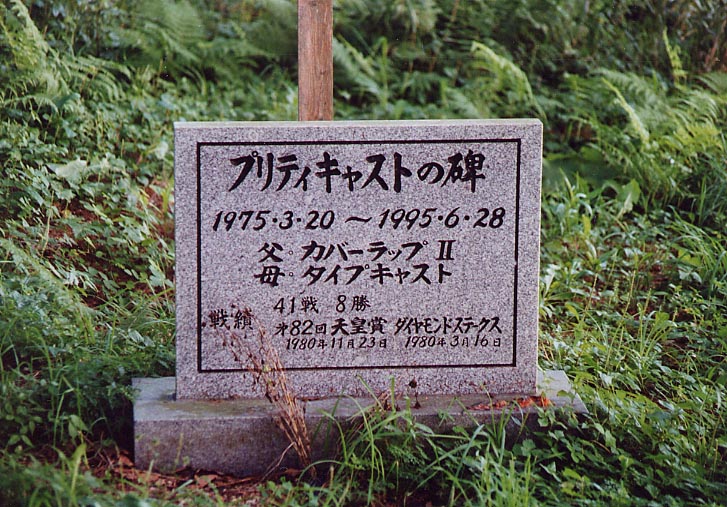 プリティキャストの碑
1975・3・20 〜 1995・6・28
父・カバーラップⅡ
母・タイプキャスト
41戦 8勝
戦績 第82回天皇賞 ダイヤモンドステークス
1980年11月23日 1980年3月16日